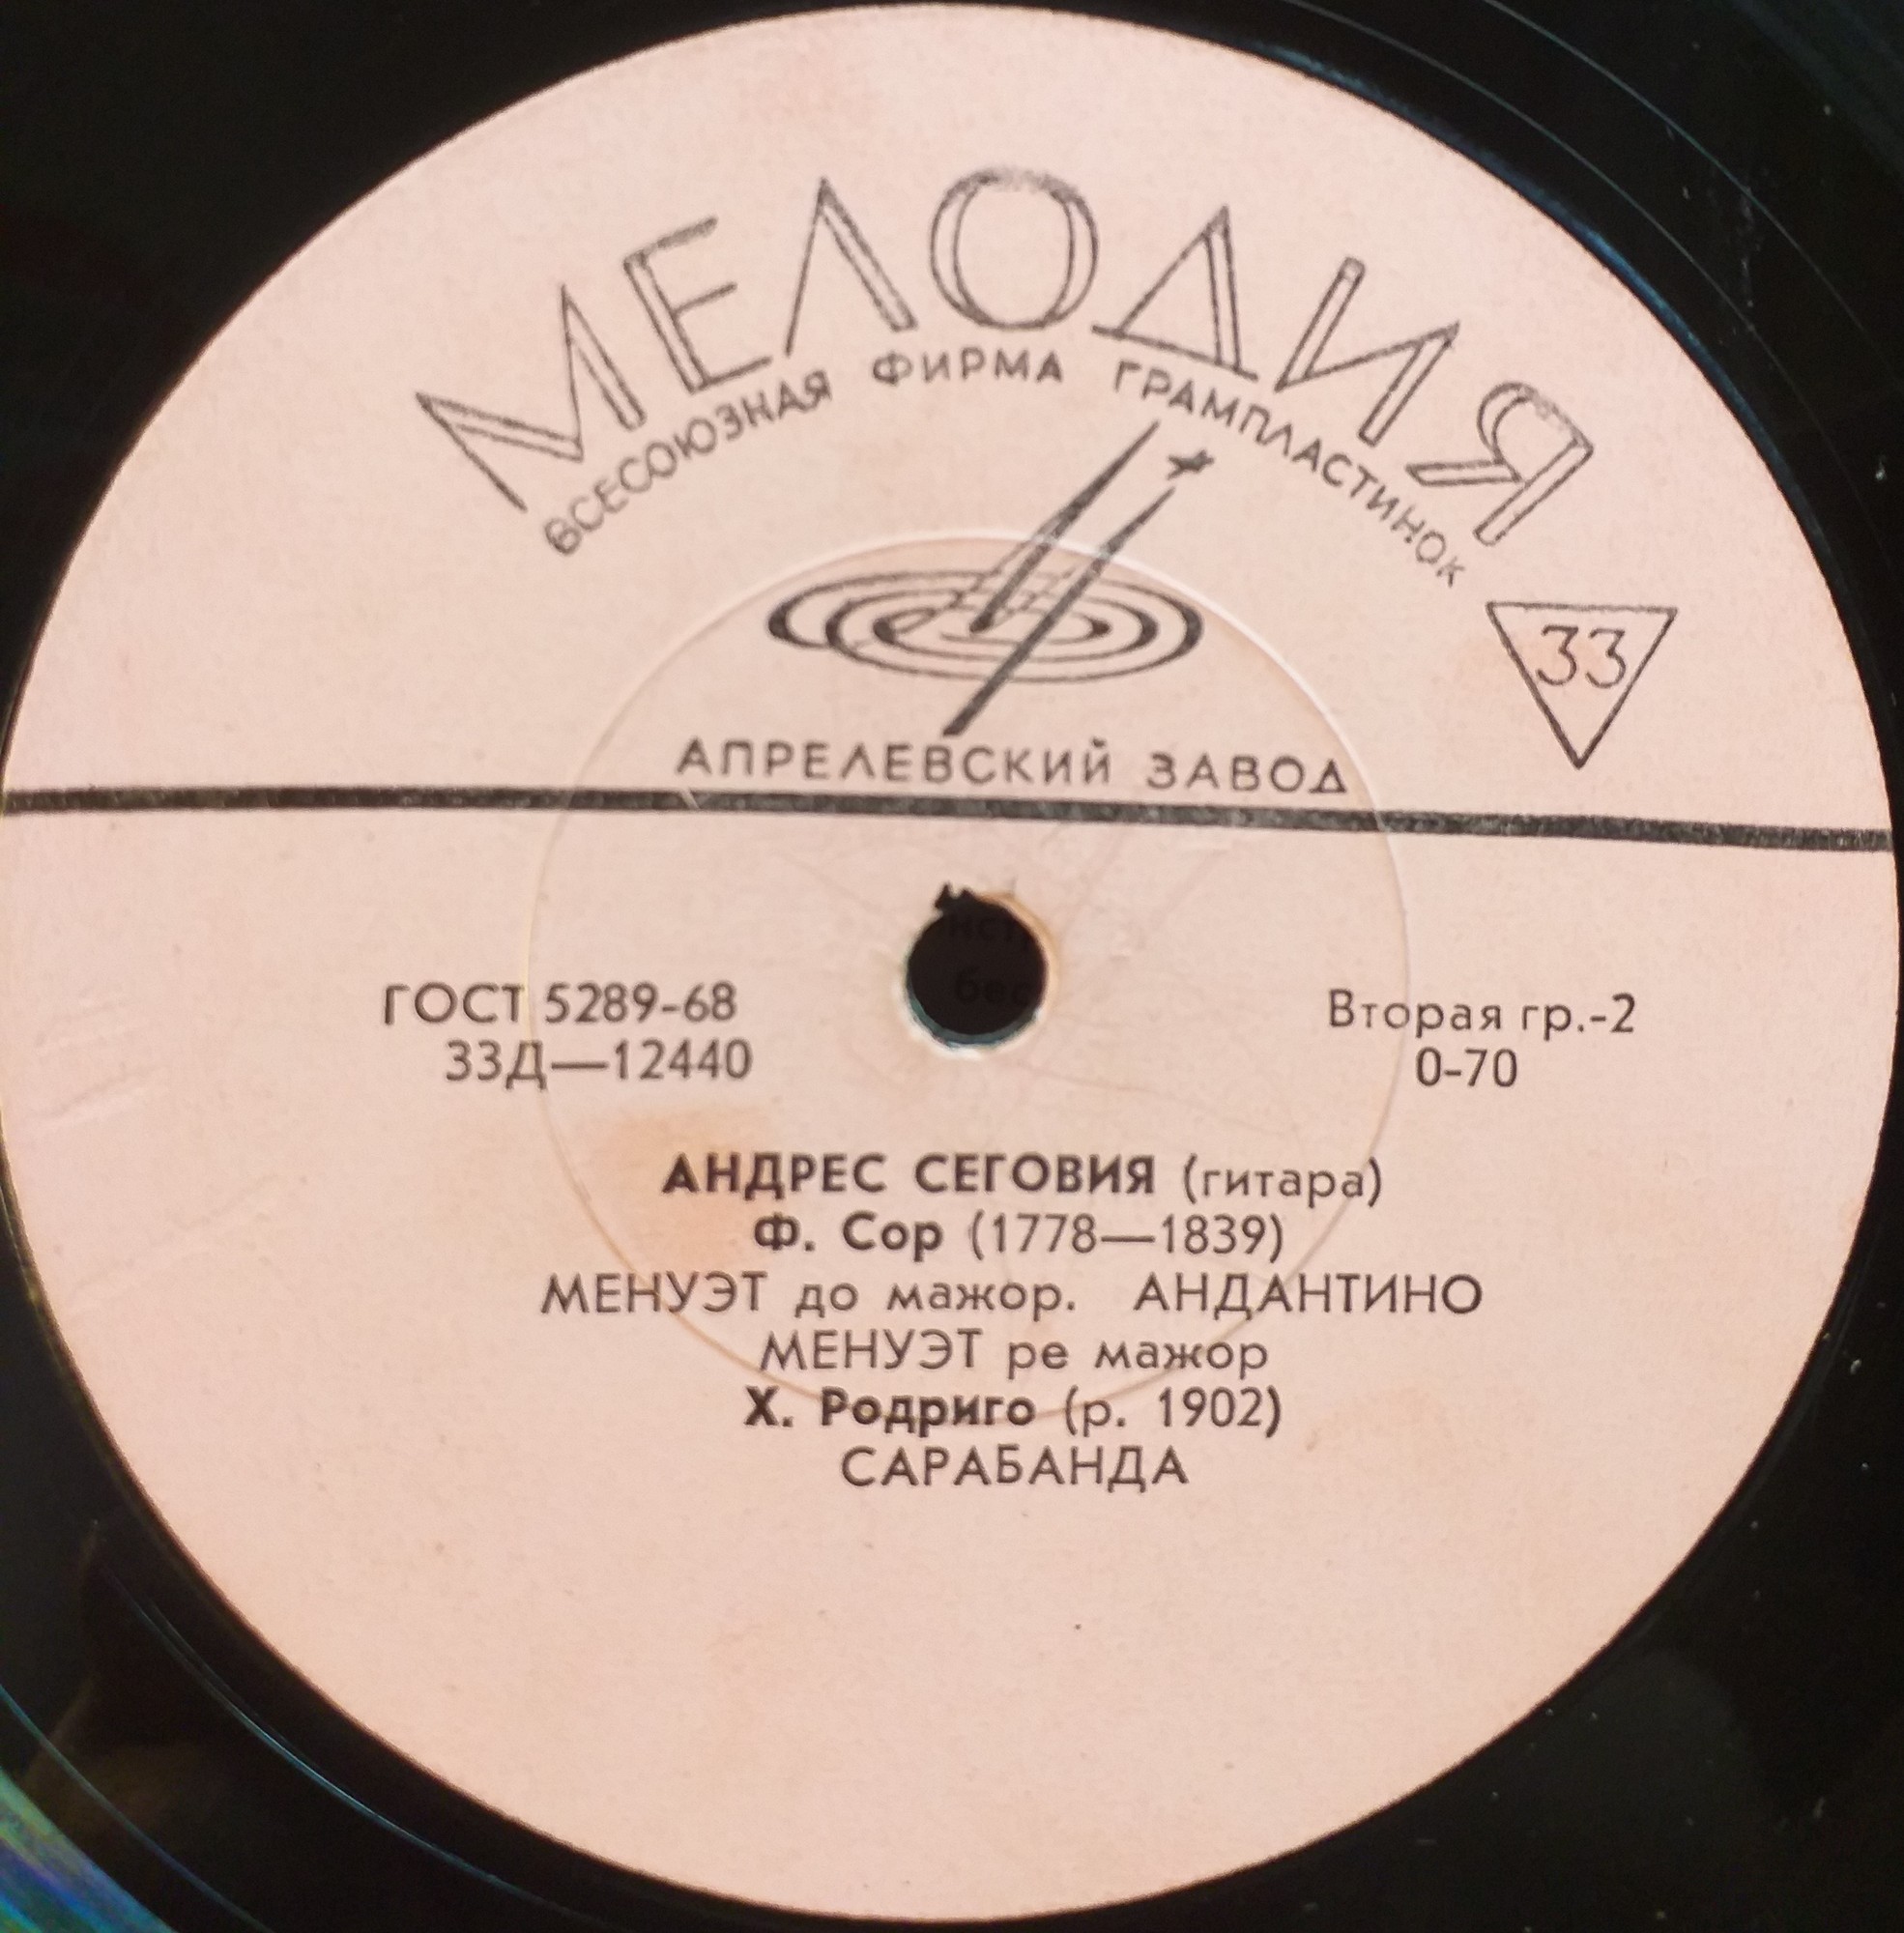 МЕЛОДИЯ
ВСЕСОЮЗНАЯ ФИРМА ГРАМПЛАСТИНОК
33
АПРЕЛЕВСКИЙ ЗАВОД
ГОСТ 5289-68
33Д—12440
Вторая гр.-2
0-70
АНДРЕС СЕГОВИЯ (гитара)
Ф. Сор (1778—1839)
МЕНУЭТ до мажор. АНДАНТИНО
МЕНУЭТ ре мажор
Х. Родриго (р. 1902)
САРАБАНДА